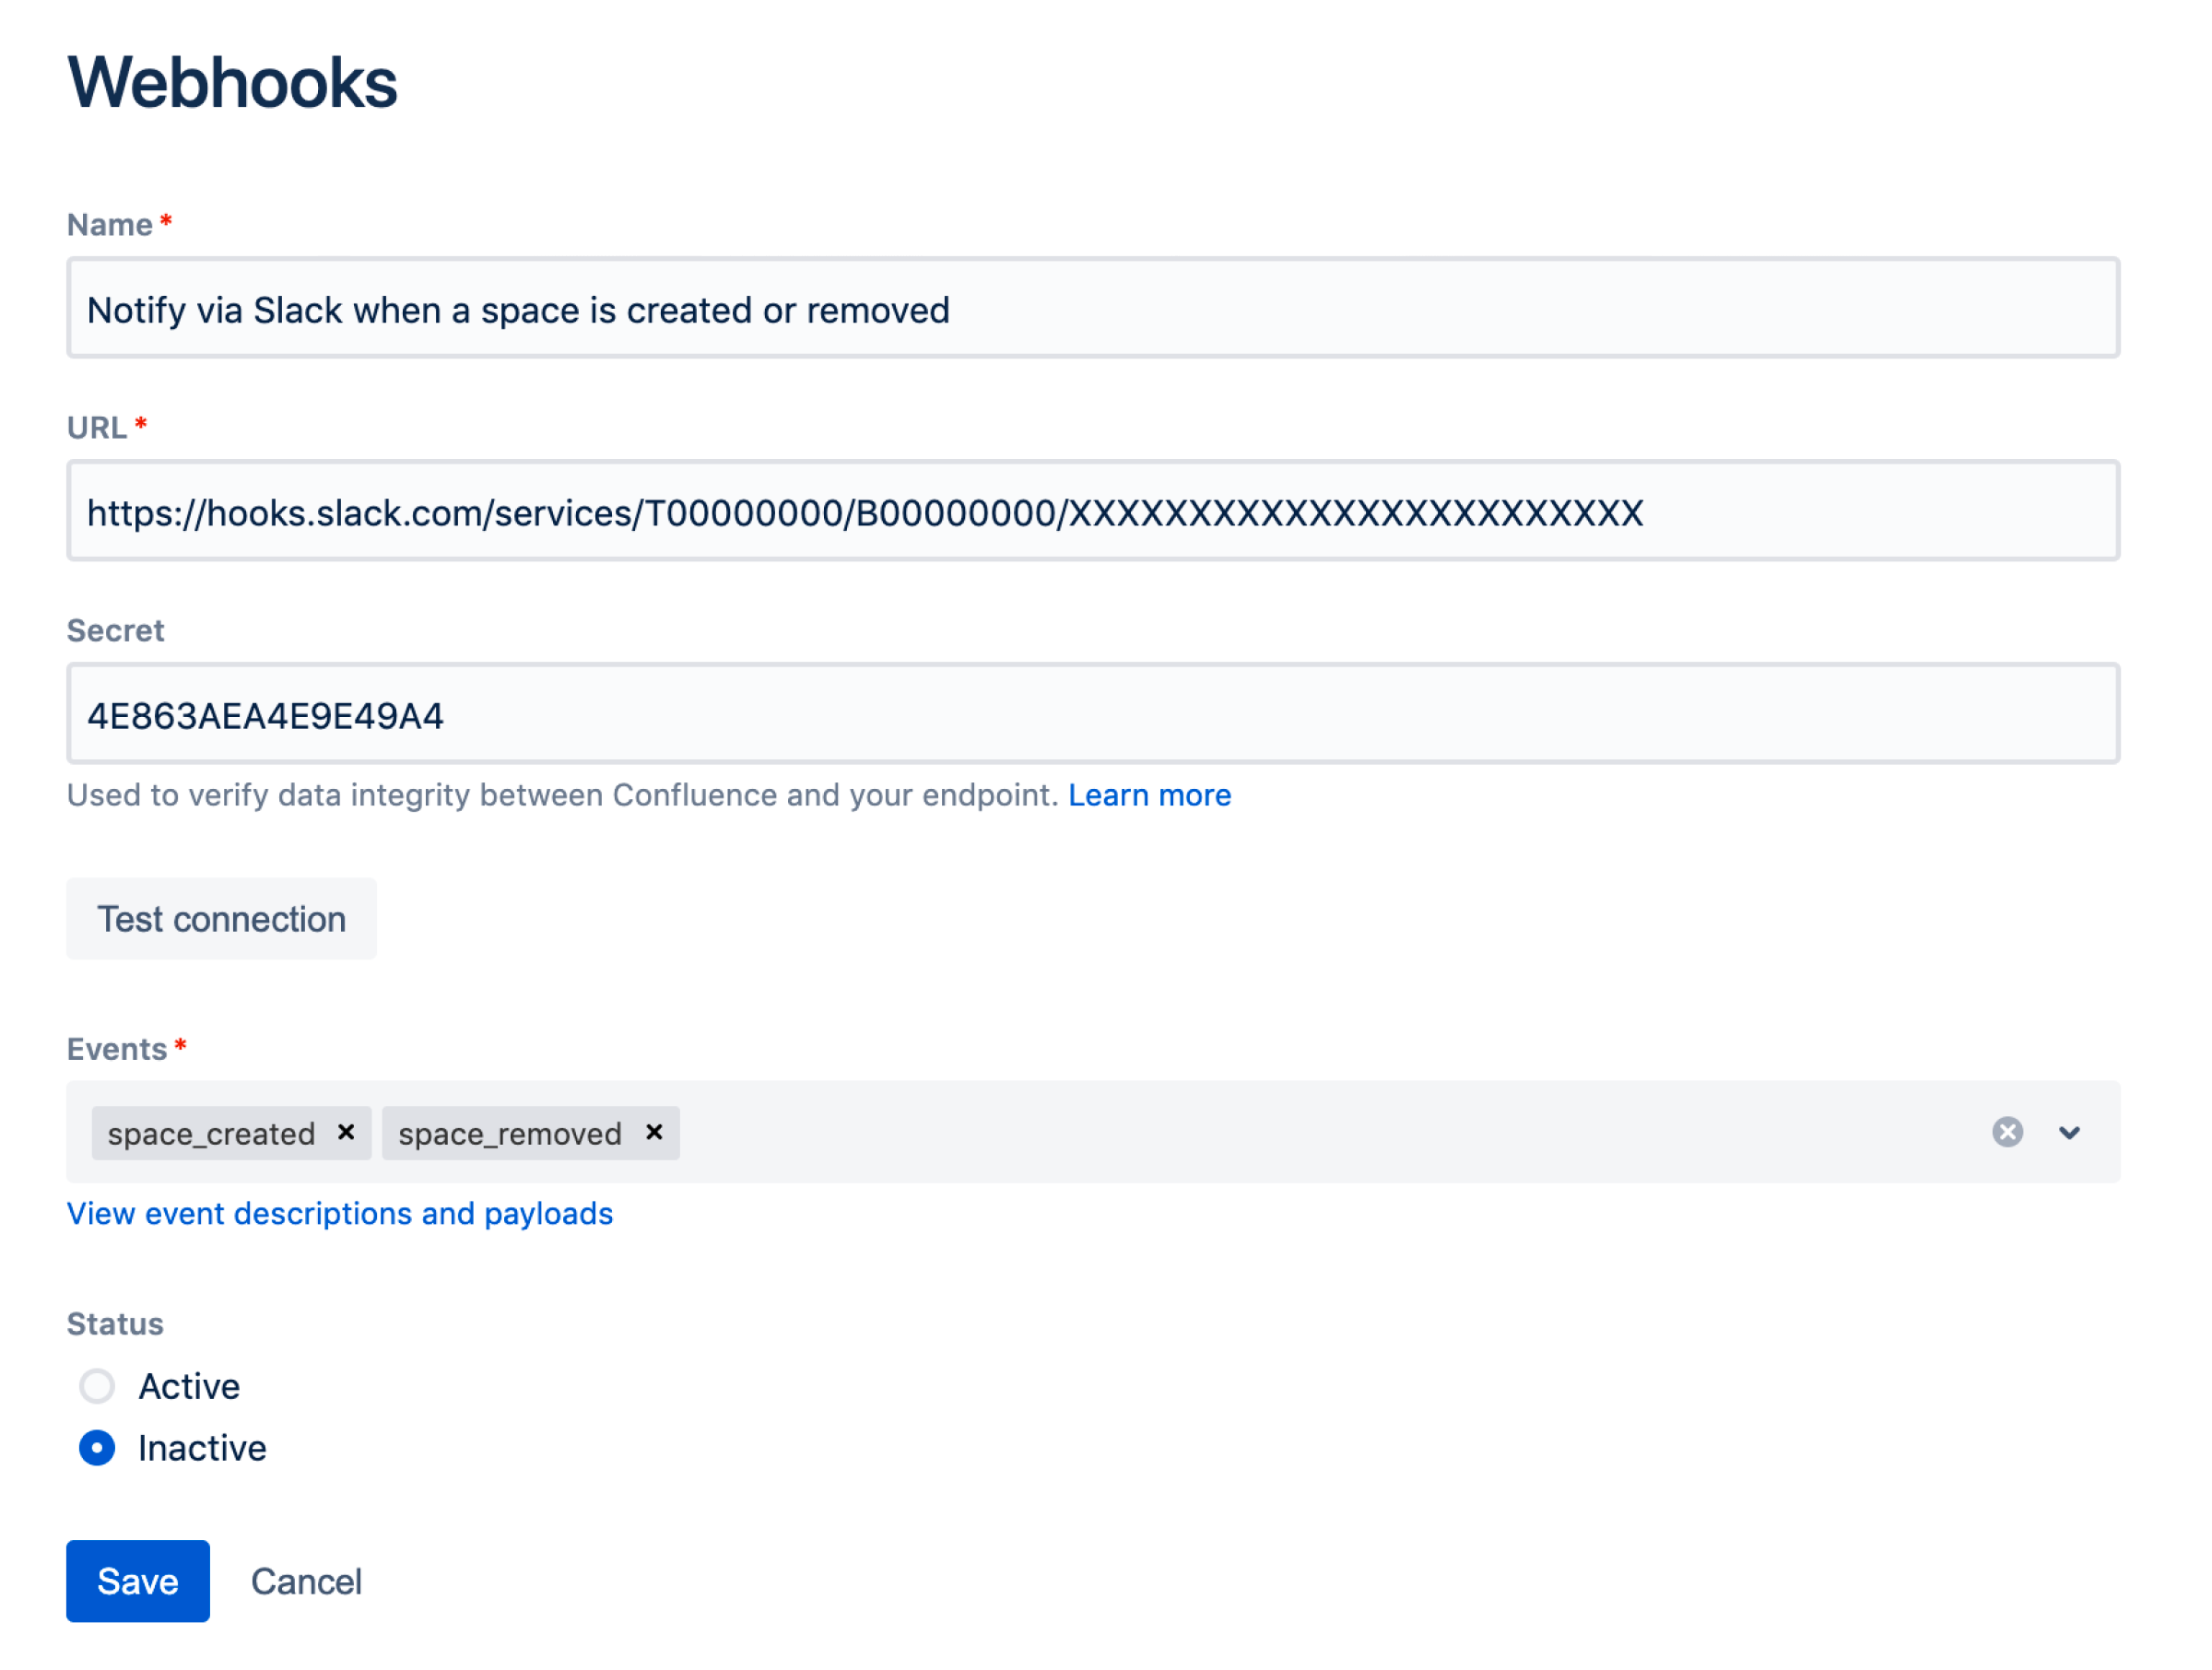 Webhooks
Name *
Notify via Slack when a space is created or removed
URL *
https://hooks.slack.com/services/T00000000/B00000000/XXXXXXXXXXXXXXXXXXXXXXXX
Secret
4E863AEA4E9E49A4
Used to verify data integrity between Confluence and your endpoint. Learn more
Test connection
Events *
space_created × space_removed ×
View event descriptions and payloads
Status
Active
Inactive
Save Cancel